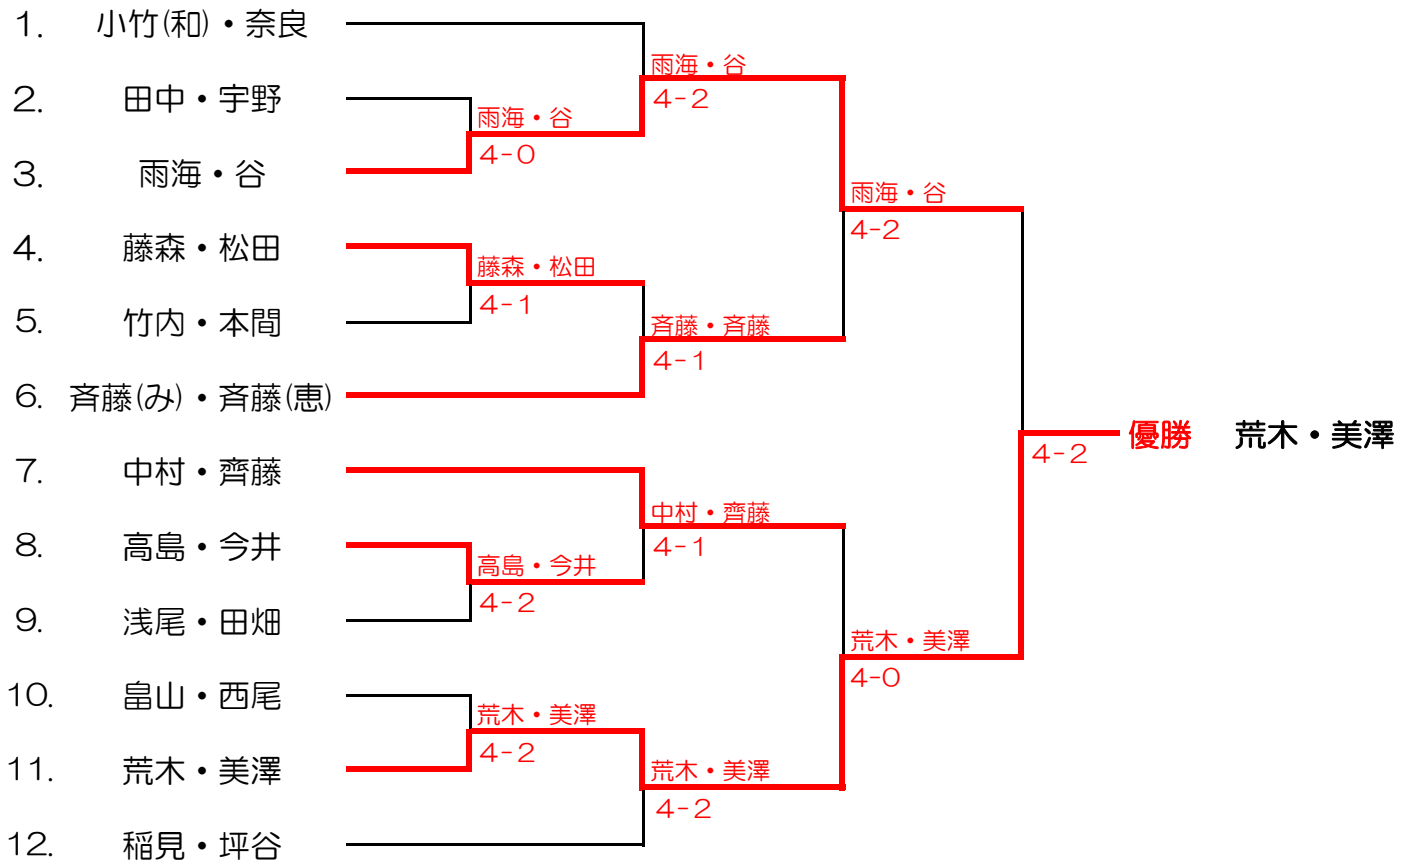 1. 小竹(和)・奈良
2. 田中・宇野
3. 雨海・谷
4. 藤森・松田
5. 竹内・本間
6. 斉藤(み)・斉藤(恵)
7. 中村・齊藤
8. 高島・今井
9. 浅尾・田畑
10. 畠山・西尾
11. 荒木・美澤
12. 稲見・坪谷
雨海・谷
4-0
藤森・松田
4-1
高島・今井
4-2
荒木・美澤
4-2
雨海・谷
4-2
斉藤・斉藤
4-1
中村・齊藤
4-1
荒木・美澤
4-2
雨海・谷
4-2
荒木・美澤
4-0
4-2
優勝 荒木・美澤